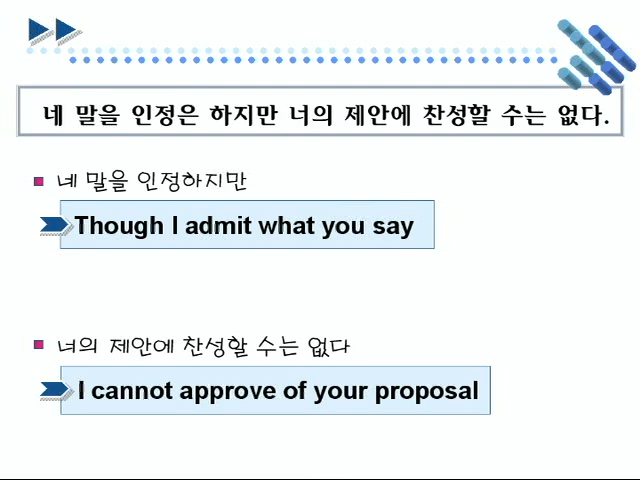 네 말을 인정은 하지만 너의 제안에 찬성할 수는 없다.
네 말을 인정하지만
Though I admit what you say
너의 제안에 찬성할 수는 없다
I cannot approve of your proposal